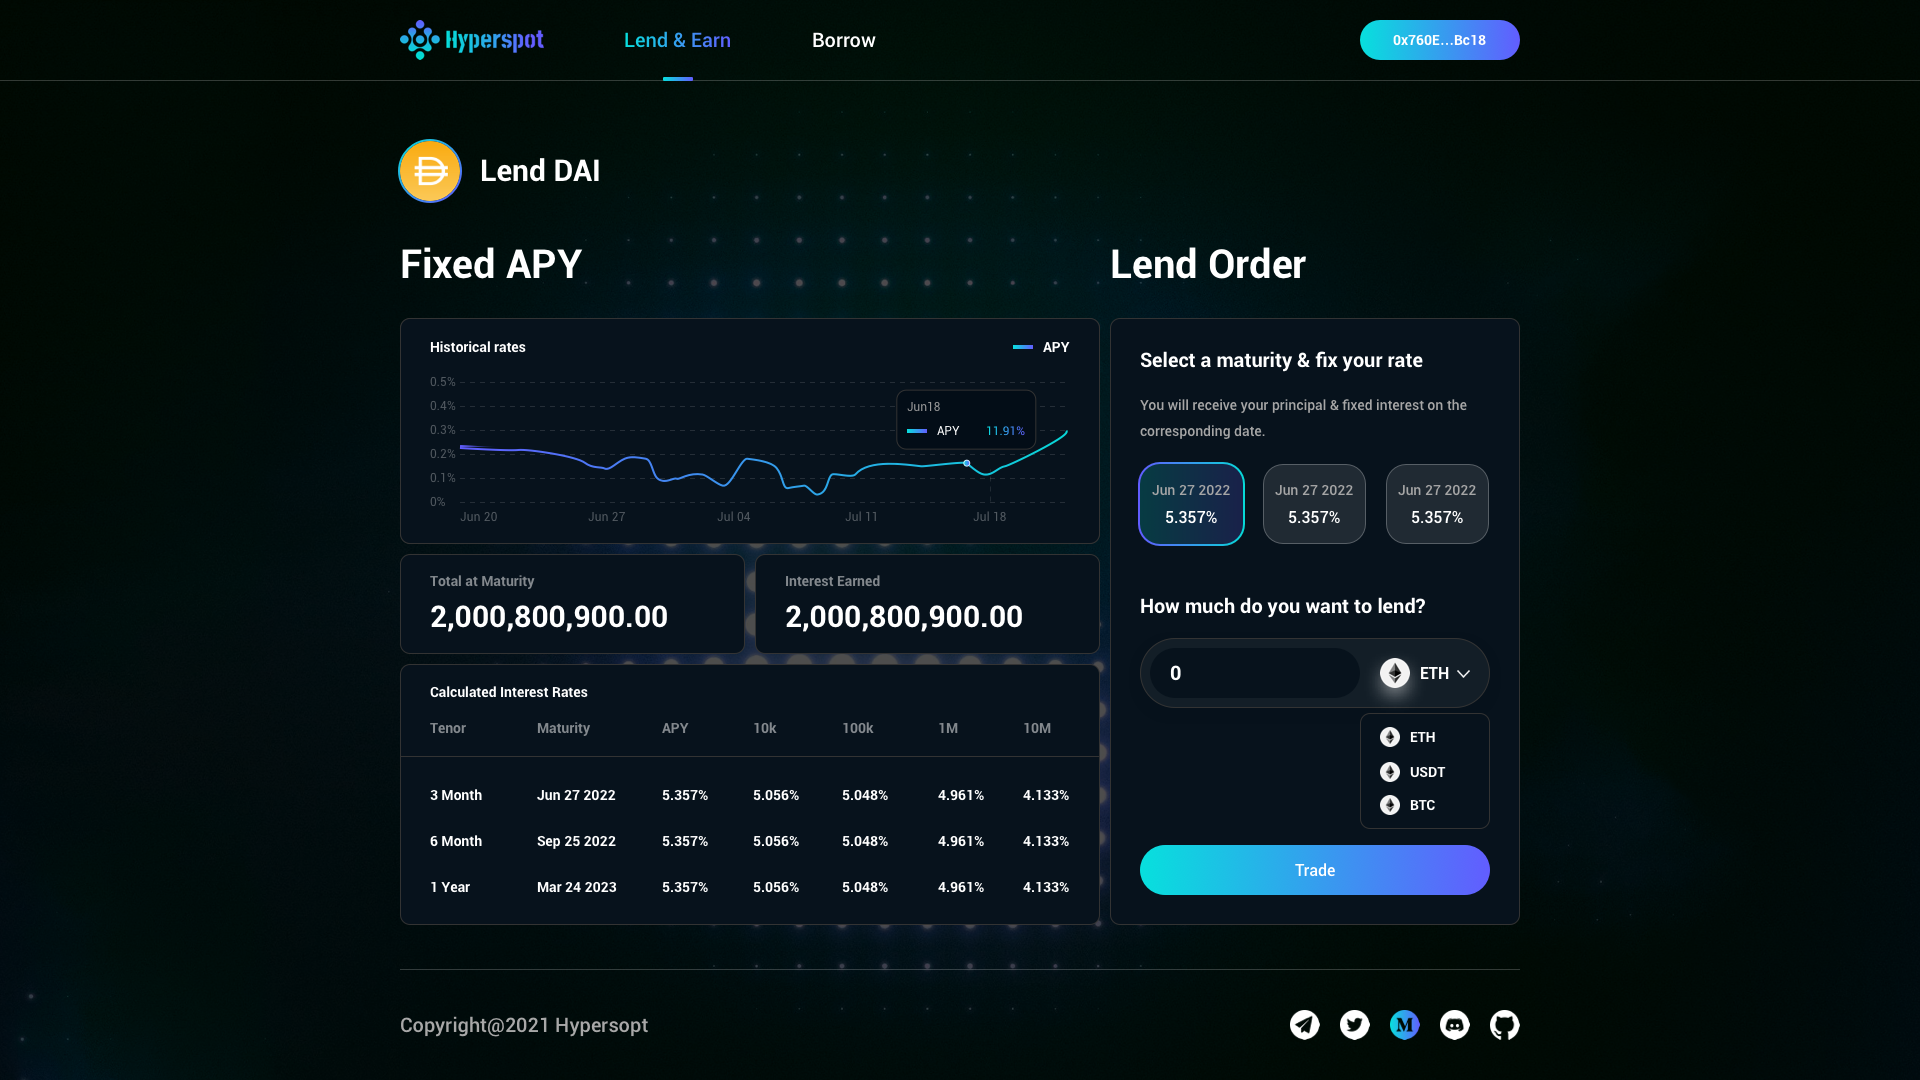 Hyperspot
Lend & Earn
Borrow
0x760E...Bc18
Lend DAI
Fixed APY
Historical rates
APY
0.5%
0.4%
0.3%
0.2%
0.1%
0%
Jun18
APY 11.91%
Jun 20 Jun 27 Jul 04 Jul 11 Jul 18
Total at Maturity
2,000,800,900.00
Interest Earned
2,000,800,900.00
Calculated Interest Rates
Tenor Maturity APY 10k 100k 1M 10M
3 Month Jun 27 2022 5.357% 5.056% 5.048% 4.961% 4.133%
6 Month Sep 25 2022 5.357% 5.056% 5.048% 4.961% 4.133%
1 Year Mar 24 2023 5.357% 5.056% 5.048% 4.961% 4.133%
Lend Order
Select a maturity & fix your rate
You will receive your principal & fixed interest on the
corresponding date.
Jun 27 2022
5.357%
Jun 27 2022
5.357%
Jun 27 2022
5.357%
How much do you want to lend?
0
ETH
ETH
USDT
BTC
Trade
Copyright@2021 Hypersopt
M